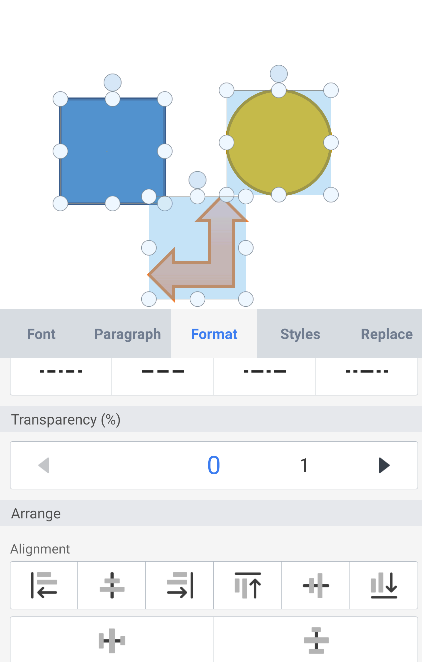 Font Paragraph Format Styles Replace
Transparency (%)
0 1
Arrange
Alignment